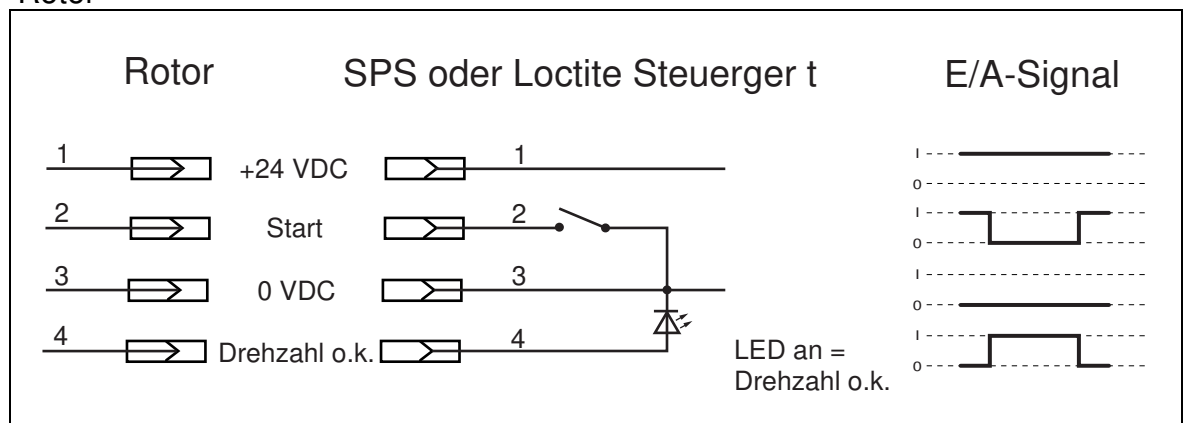 Rotor
Rotor SPS oder Loctite Steuerger t E/A-Signal
1 +24 VDC 1 I
0
2 Start 2 I
0
3 0 VDC 3 I
0
4 Drehzahl o.k. 4 I
0
LED an =
Drehzahl o.k.